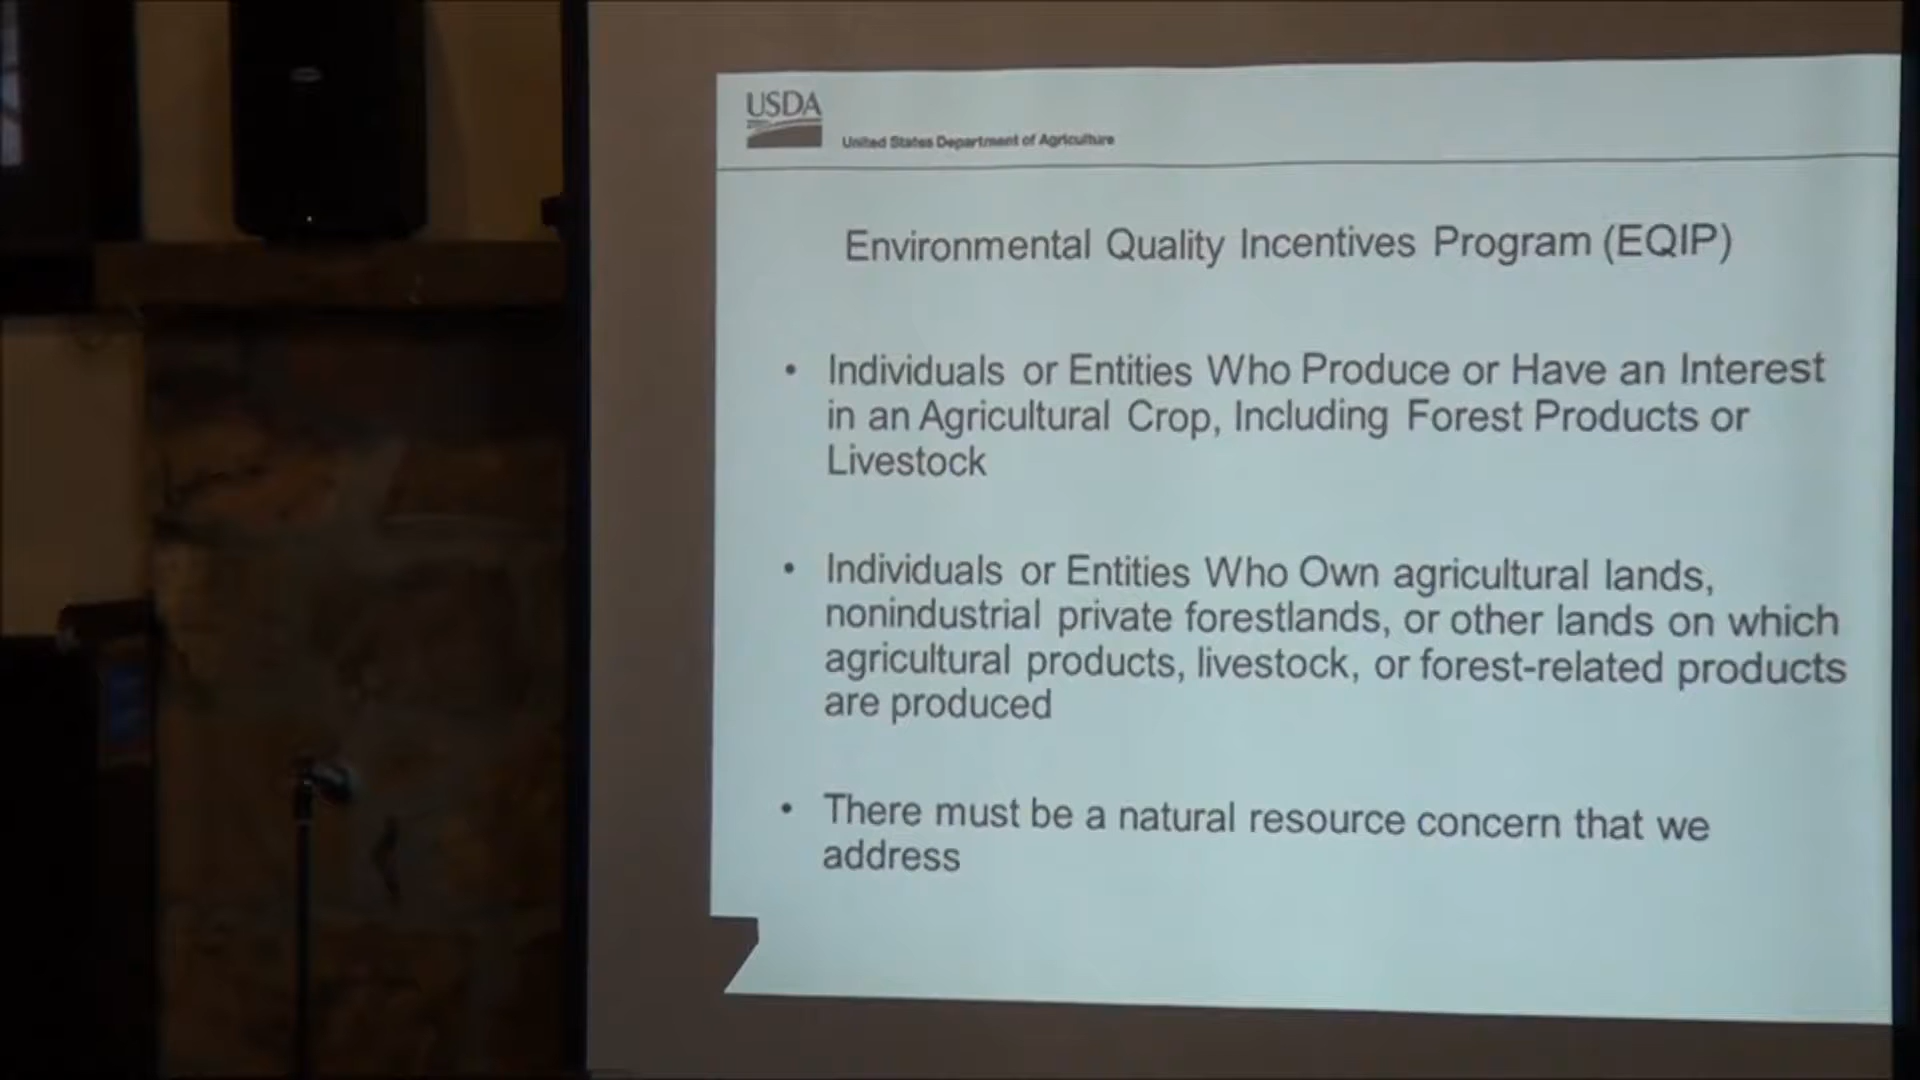 USDA
United States Department of Agriculture
Environmental Quality Incentives Program (EQIP)
• Individuals or Entities Who Produce or Have an Interest
in an Agricultural Crop, Including Forest Products or
Livestock
• Individuals or Entities Who Own agricultural lands,
nonindustrial private forestlands, or other lands on which
agricultural products, livestock, or forest-related products
are produced
• There must be a natural resource concern that we
address